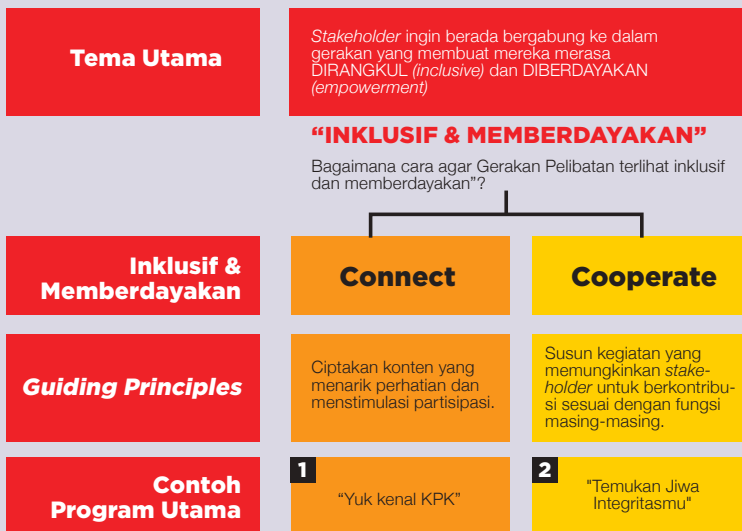 Tema Utama
Stakeholder ingin berada bergabung ke dalam
gerakan yang membuat mereka merasa
DIRANGKUL (inclusive) dan DIBERDAYAKAN
(empowerment)
“INKLUSIF & MEMBERDAYAKAN”
Bagaimana cara agar Gerakan Pelibatan terlihat inklusif
dan memberdayakan”?
Inklusif &
Memberdayakan
Connect
Cooperate
Guiding Principles
Ciptakan konten yang
menarik perhatian dan
menstimulasi partisipasi.
Susun kegiatan yang
memungkinkan stake-
holder untuk berkontribu-
si sesuai dengan fungsi
masing-masing.
Contoh
Program Utama
1
“Yuk kenal KPK”
2
"Temukan Jiwa
Integritasmu"